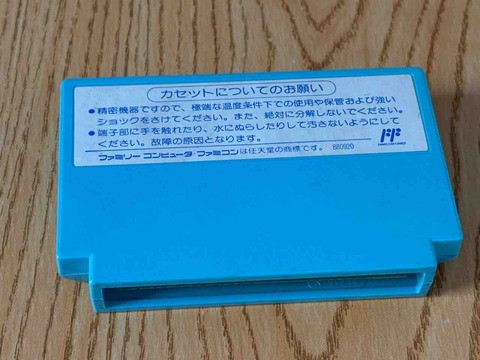 カセットについてのお願い
●精密機器ですので、極端な温度条件下での使用や保管および強い
ショックをさけてください。また、絶対に分解しないでください。
●端子部に手を触れたり、水にぬらしたりして汚さないようにして
ください。故障の原因となります。
ファミリーコンピュータ・ファミコンは任天堂の商標です。 880920